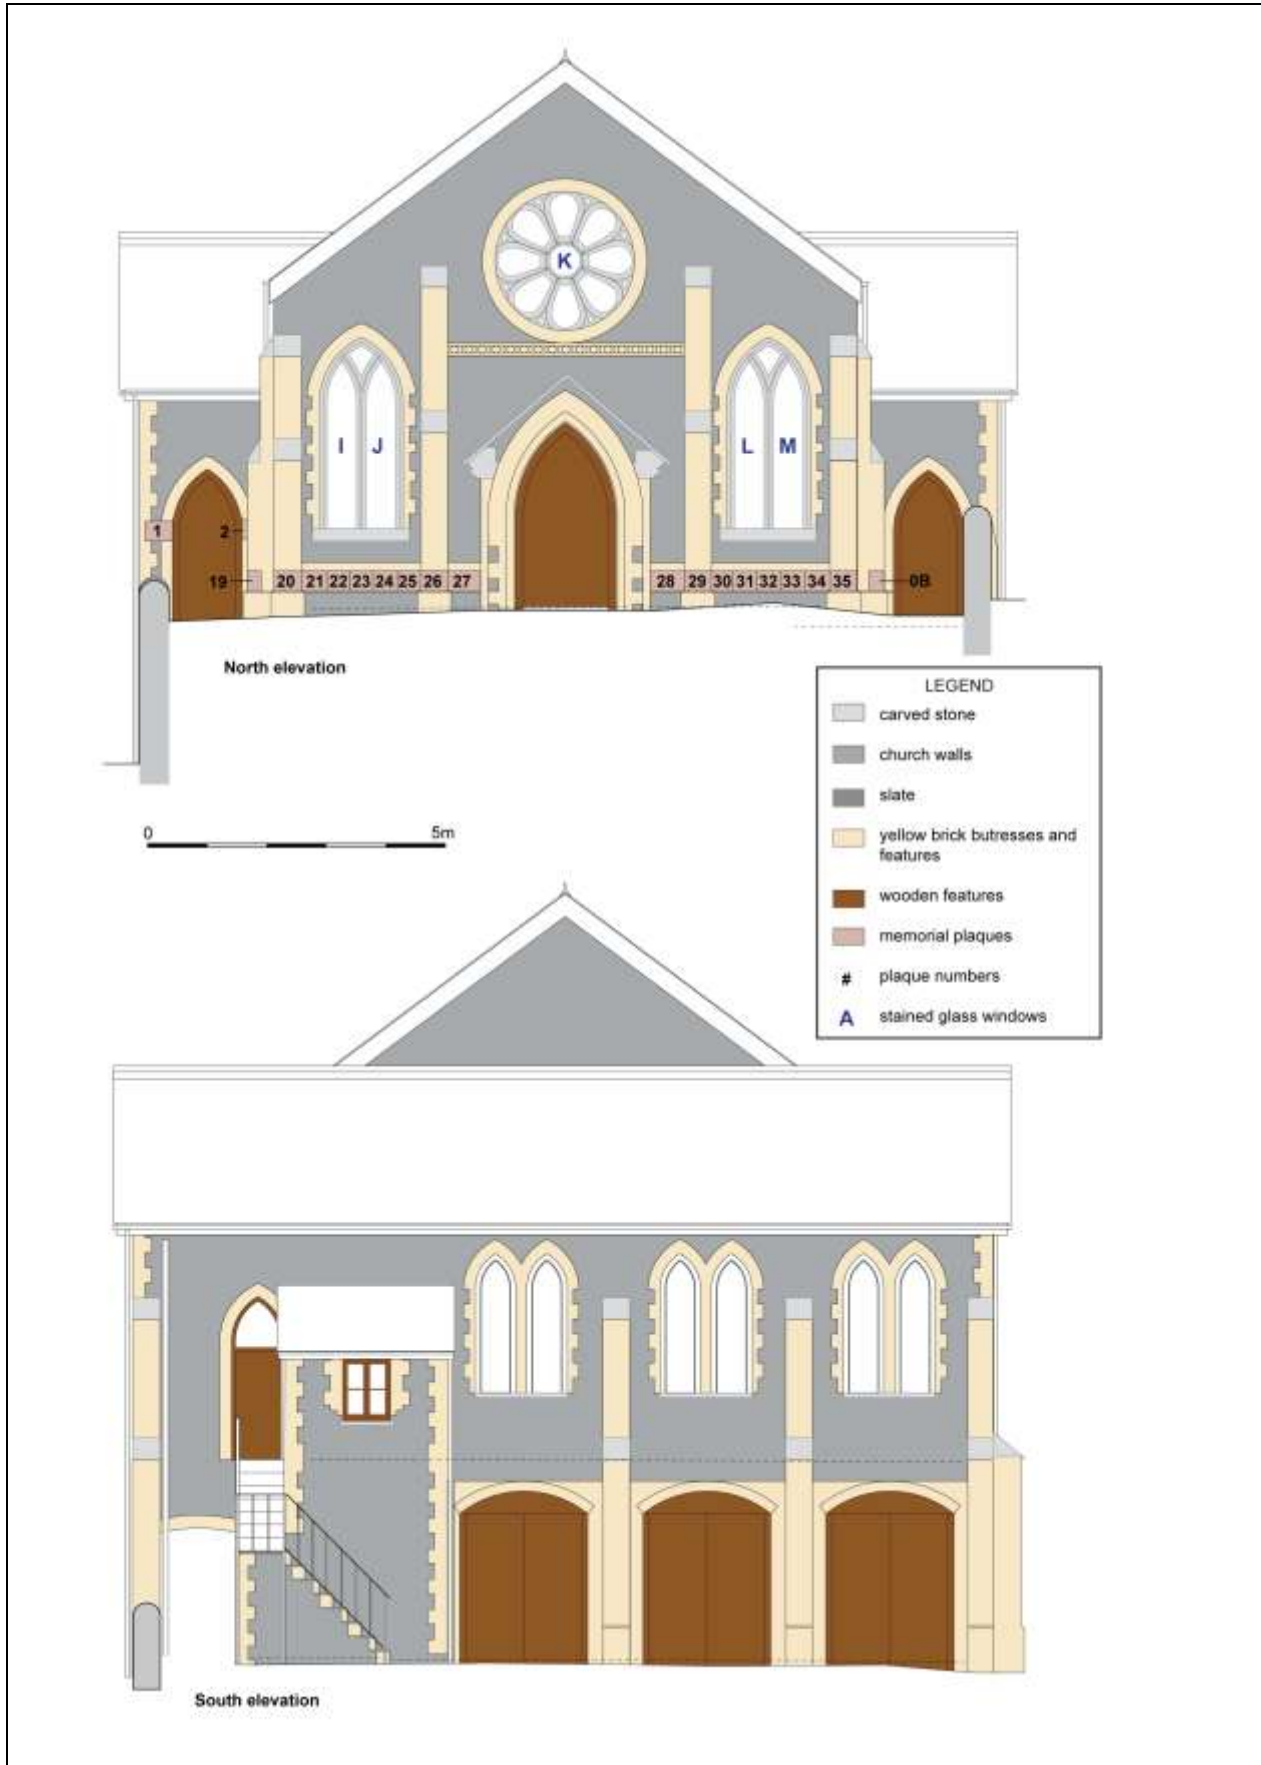 K
I J
L M
1
2
19
20 21 22 23 24 25 26 27
28 29 30 31 32 33 34 35
0B
North elevation
LEGEND
carved stone
church walls
slate
yellow brick butresses and
features
wooden features
memorial plaques
# plaque numbers
A stained glass windows
0 5m
South elevation